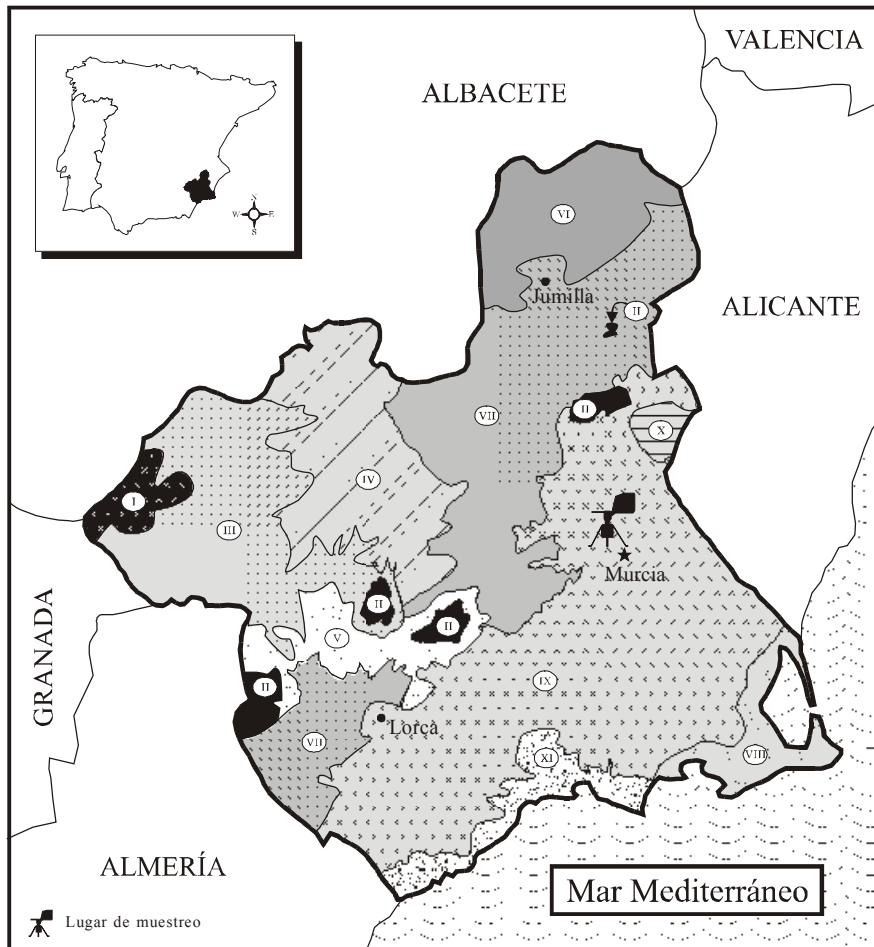 VALENCIA
ALBACETE
N
W E
S
VI
Jumilla
II
ALICANTE
II
VII
X
IV
I
III
Murcia
II
II
V
GRANADA
IX
II
Lorca
VII
XI
VIII
ALMERÍA
Mar Mediterráneo
Lugar de muestreo